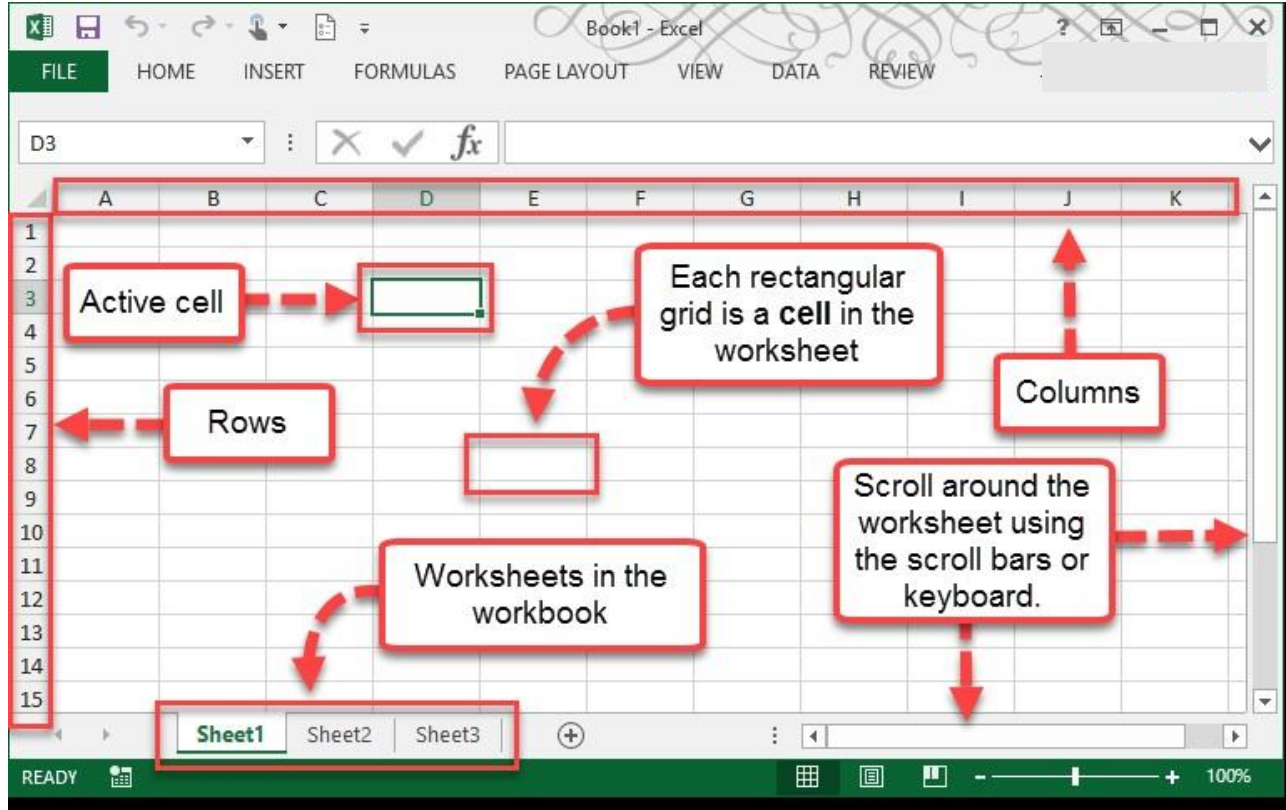 Book1 - Excel
?
FILE HOME INSERT FORMULAS PAGE LAYOUT VIEW DATA REVIEW
D3
fx
A B C D E F G H I J K
1
2
3
4
5
6
7
8
9
10
11
12
13
14
15
Active cell
Each rectangular
grid is a cell in the
worksheet
Columns
Rows
Scroll around the
worksheet using
the scroll bars or
keyboard.
Worksheets in the
workbook
Sheet1 Sheet2 Sheet3
READY
100%